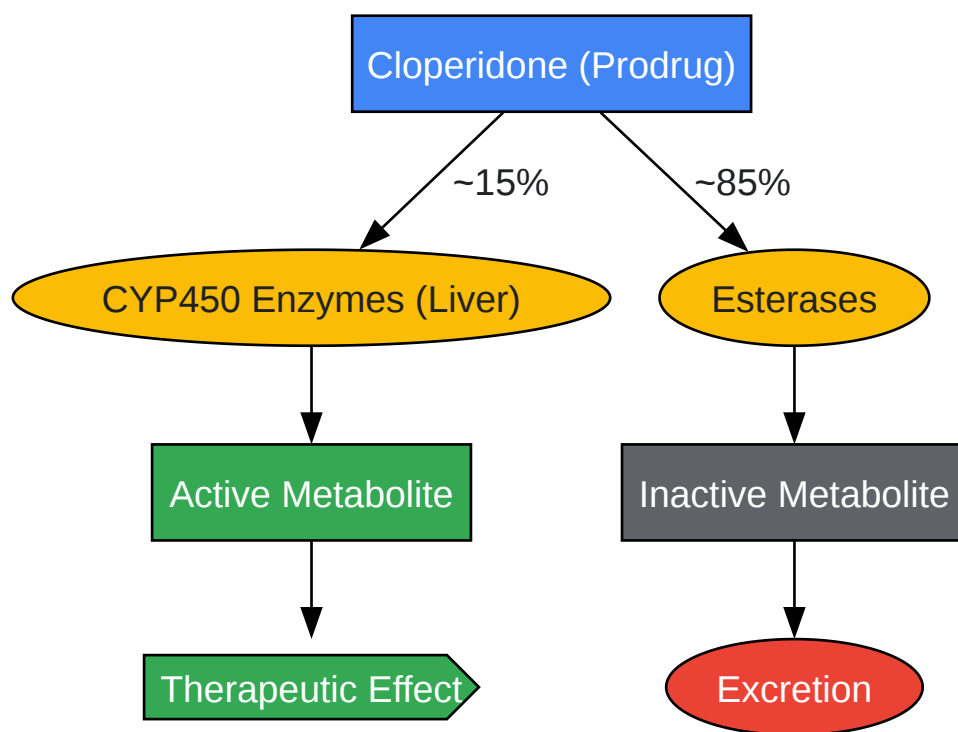 Cloperidone (Prodrug)
~15%
~85%
CYP450 Enzymes (Liver)
Esterases
Active Metabolite
Inactive Metabolite
Therapeutic Effect
Excretion